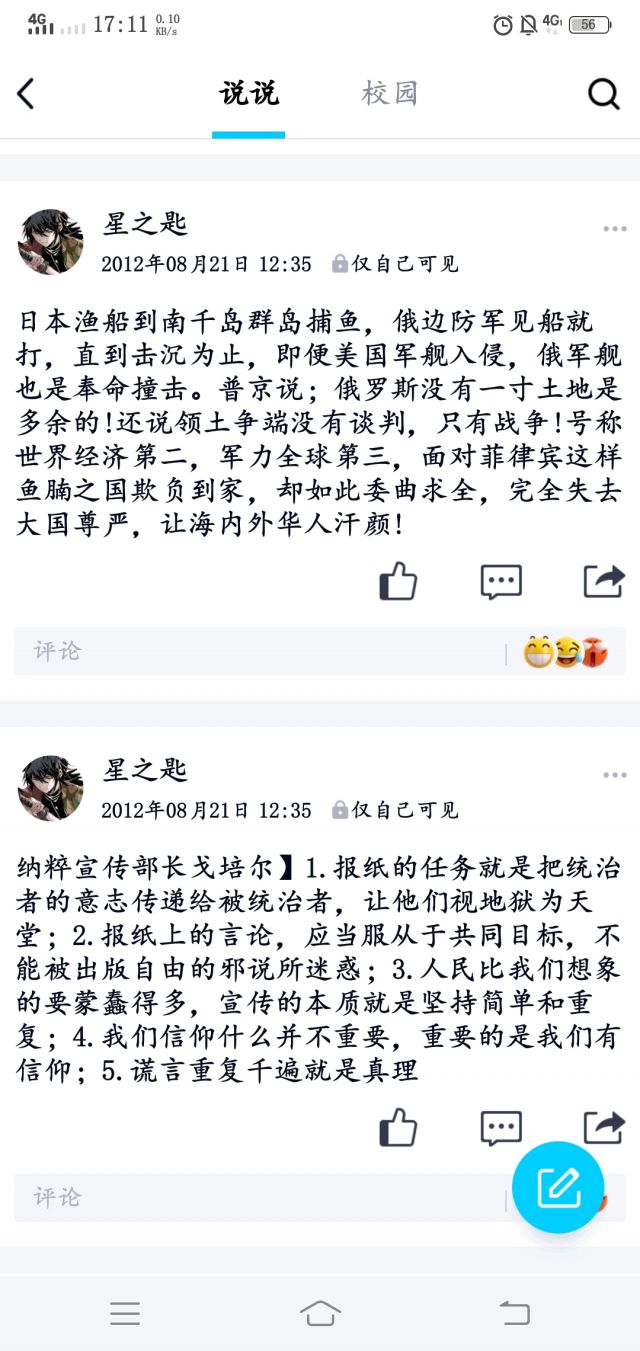 4G 17:11 0.10 KB/s 4G 56
说说 校园
星之匙
2012年08月21日 12:35 仅自己可见
日本渔船到南千岛群岛捕鱼，俄边防军见船就
打，直到击沉为止，即便美国军舰入侵，俄军舰
也是奉命撞击。普京说；俄罗斯没有一寸土地是
多余的!还说领土争端没有谈判，只有战争!号称
世界经济第二，军力全球第三，面对菲律宾这样
鱼腩之国欺负到家，却如此委曲求全，完全失去
大国尊严，让海内外华人汗颜!
评论
星之匙
2012年08月21日 12:35 仅自己可见
纳粹宣传部长戈培尔】1.报纸的任务就是把统治
者的意志传递给被统治者，让他们视地狱为天
堂；2.报纸上的言论，应当服从于共同目标，不
能被出版自由的邪说所迷惑；3.人民比我们想象
的要蒙蠢得多，宣传的本质就是坚持简单和重
复；4.我们信仰什么并不重要，重要的是我们有
信仰；5.谎言重复千遍就是真理
评论